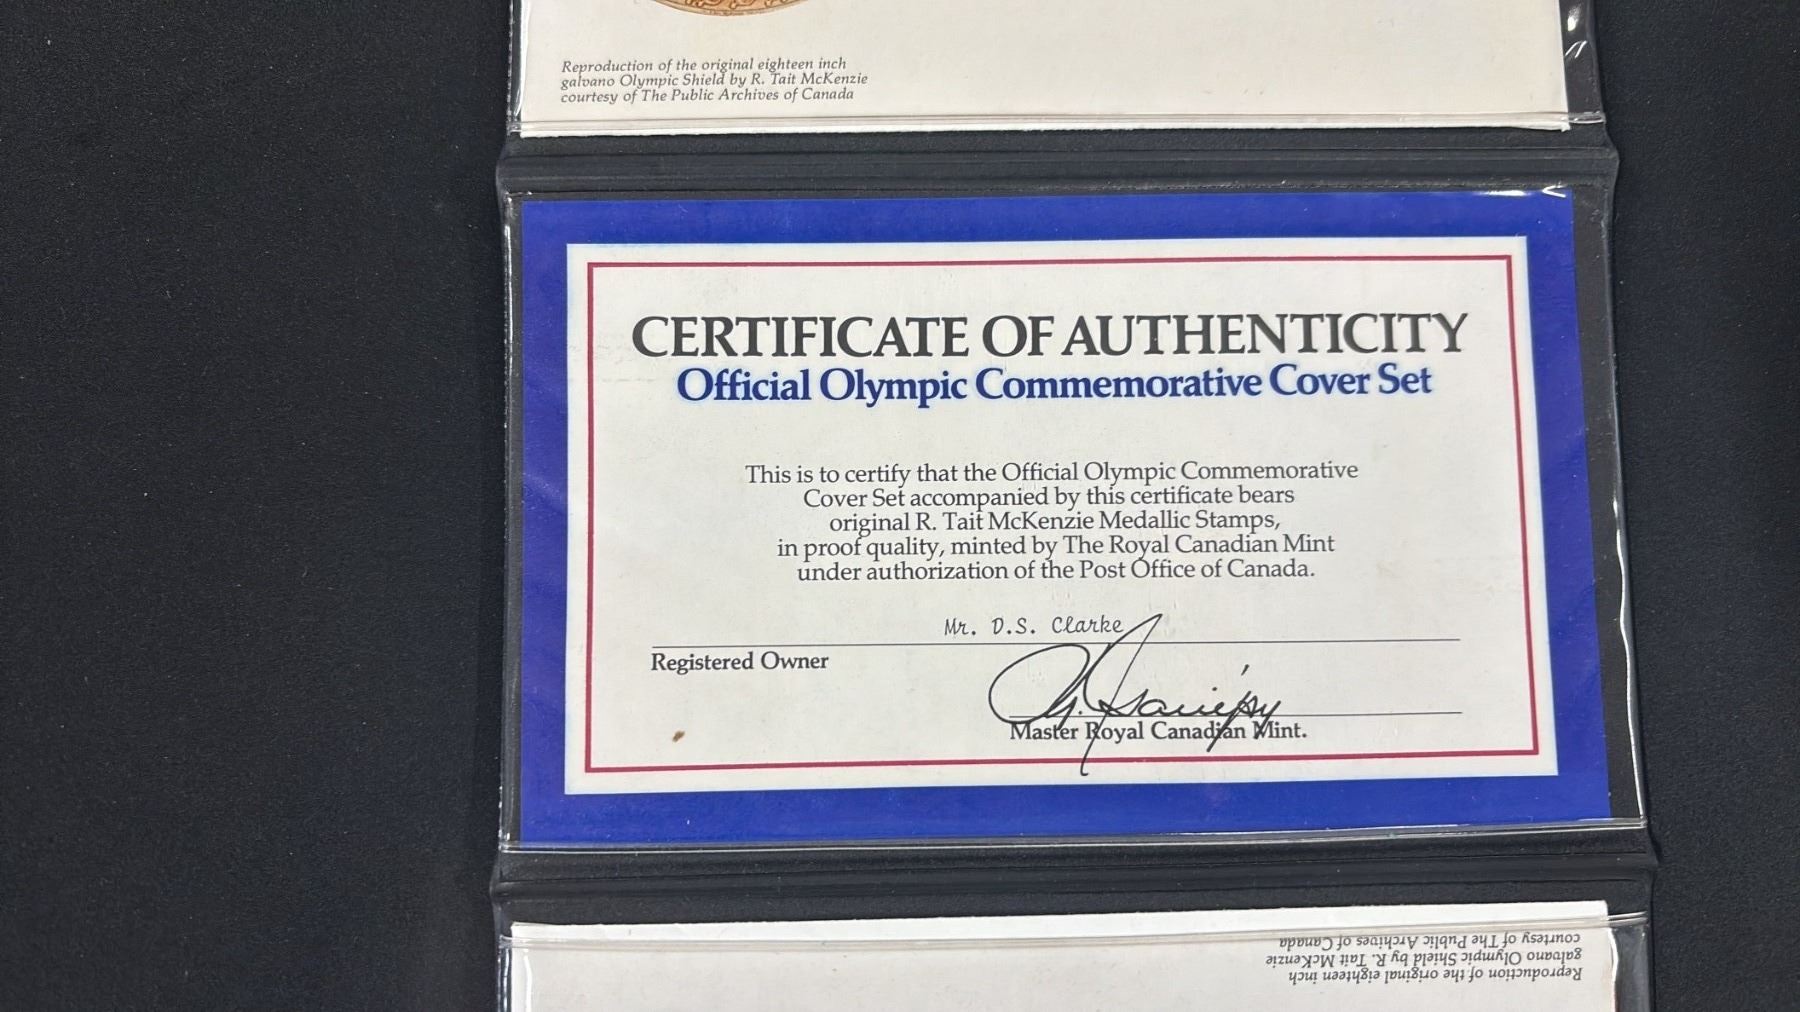 Reproduction of the original eighteen inch
galvano Olympic Shield by R. Tait McKenzie
courtesy of The Public Archives of Canada
CERTIFICATE OF AUTHENTICITY
Official Olympic Commemorative Cover Set
This is to certify that the Official Olympic Commemorative
Cover Set accompanied by this certificate bears
original R. Tait McKenzie Medallic Stamps,
in proof quality, minted by The Royal Canadian Mint
under authorization of the Post Office of Canada.
Mr. D.S. Clarke
Registered Owner
Master Royal Canadian Mint.
Reproduction of the original eighteen inch
galvano Olympic Shield by R. Tait McKenzie
courtesy of The Public Archives of Canada